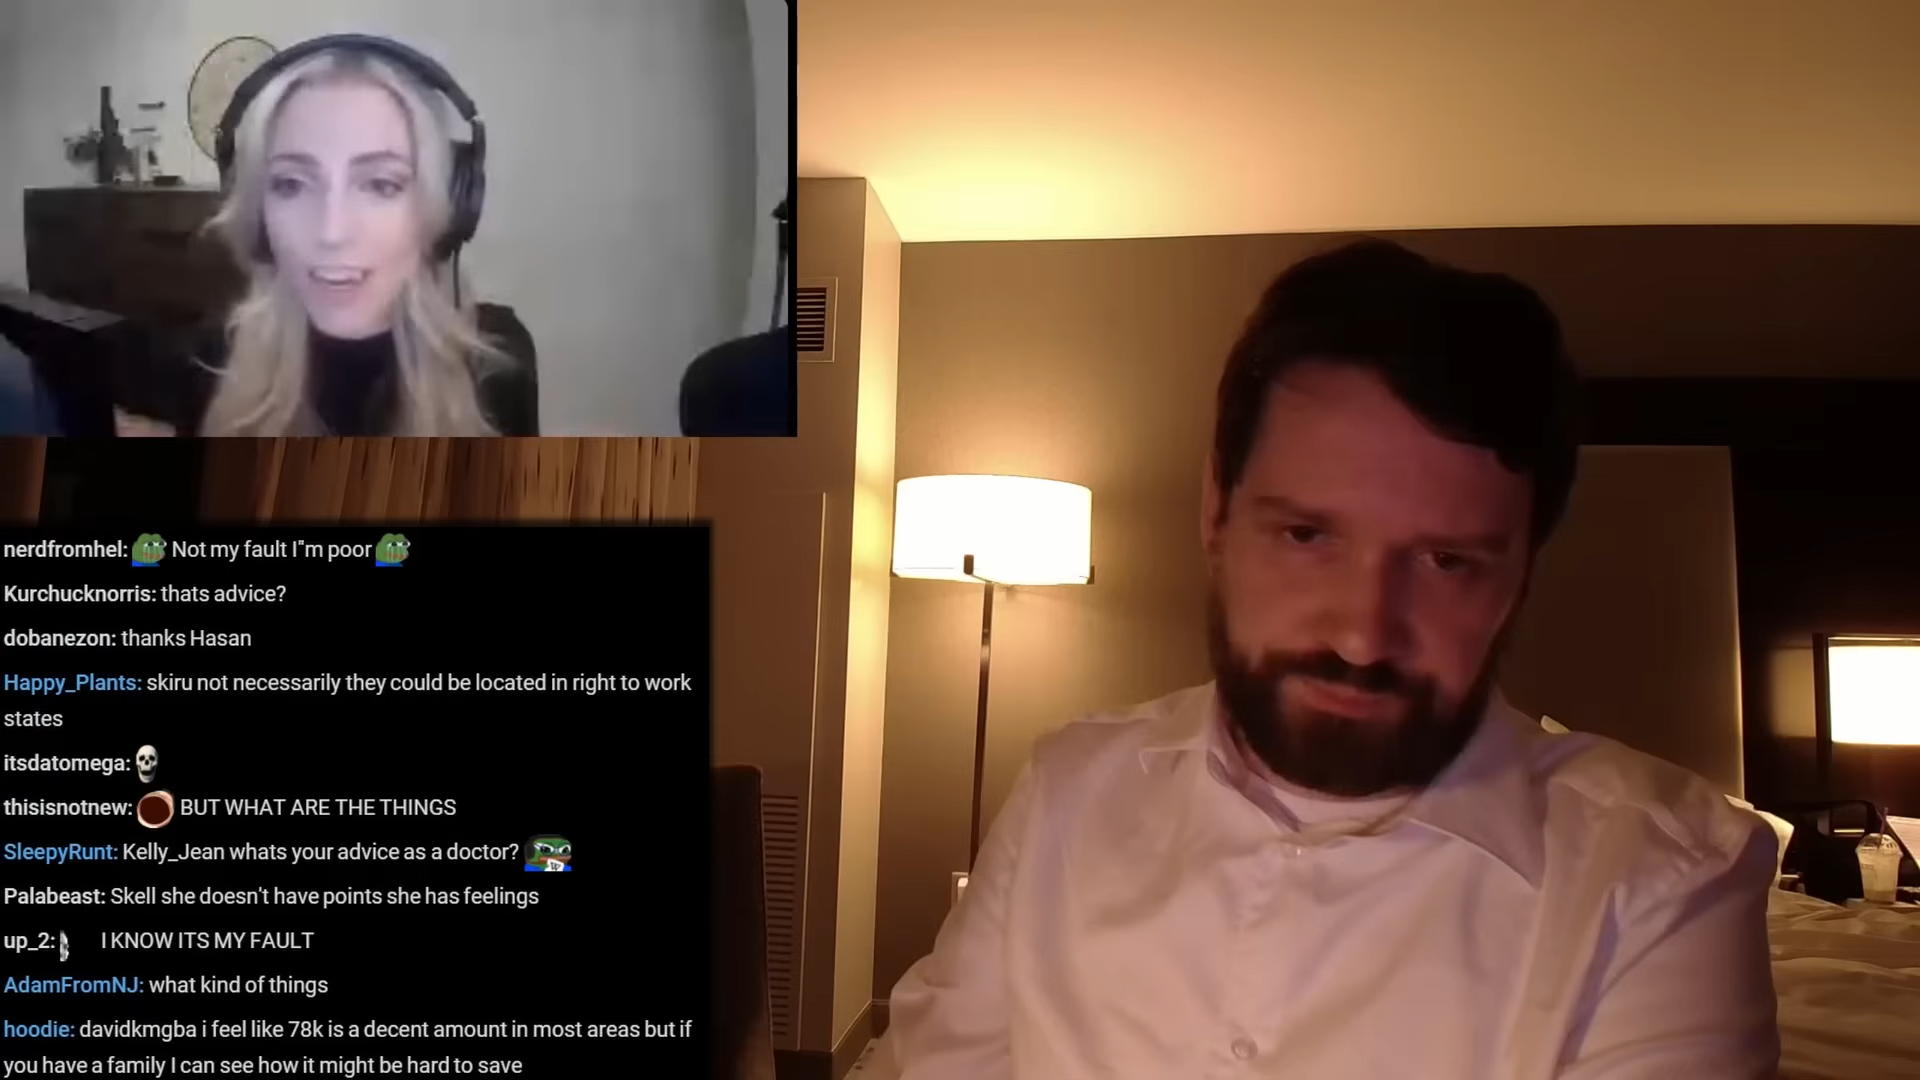 nerdfromhel: Not my fault I"m poor
Kurchucknorris: thats advice?
dobanezon: thanks Hasan
Happy_Plants: skiru not necessarily they could be located in right to work
states
itsdatomega:
thisisnotnew: BUT WHAT ARE THE THINGS
SleepyRunt: Kelly_Jean whats your advice as a doctor?
Palabeast: Skell she doesn't have points she has feelings
up_2: I KNOW ITS MY FAULT
AdamFromNJ: what kind of things
hoodie: davidkmgba i feel like 78k is a decent amount in most areas but if
you have a family I can see how it might be hard to save